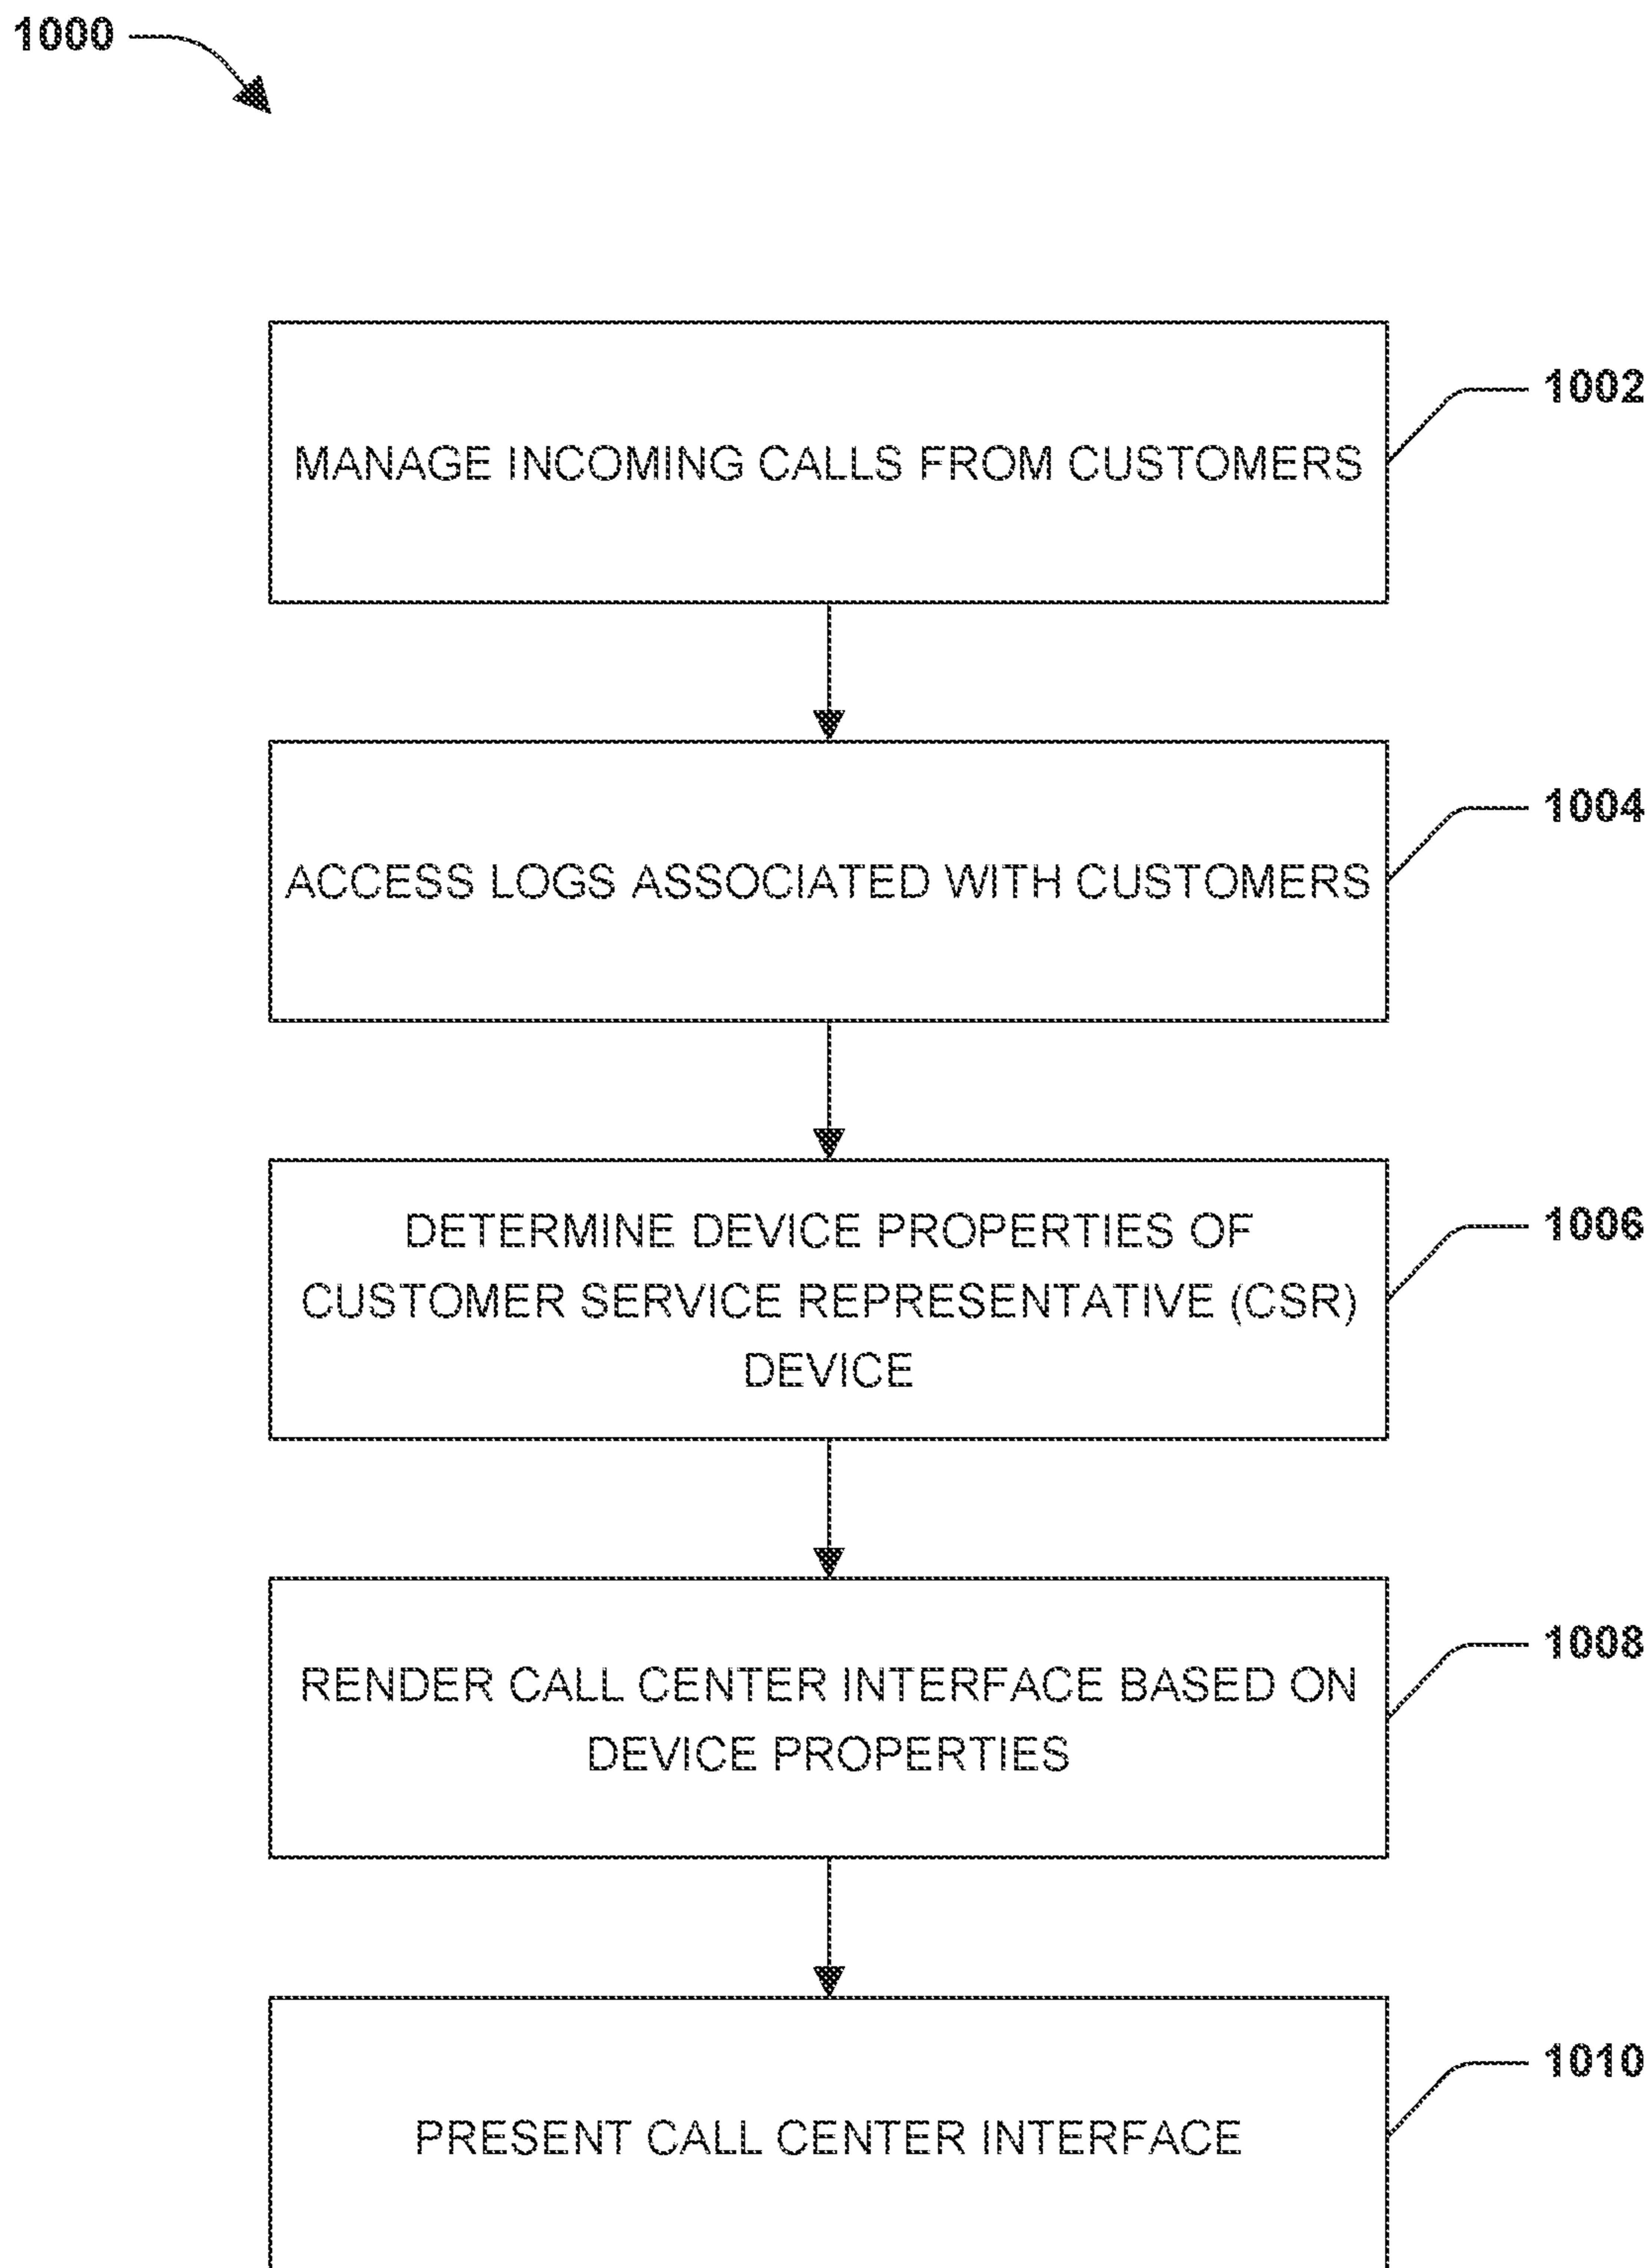 1000
1002
MANAGE INCOMING CALLS FROM CUSTOMERS
1004
ACCESS LOGS ASSOCIATED WITH CUSTOMERS
1006
DETERMINE DEVICE PROPERTIES OF
CUSTOMER SERVICE REPRESENTATIVE (CSR)
DEVICE
1008
RENDER CALL CENTER INTERFACE BASED ON
DEVICE PROPERTIES
1010
PRESENT CALL CENTER INTERFACE